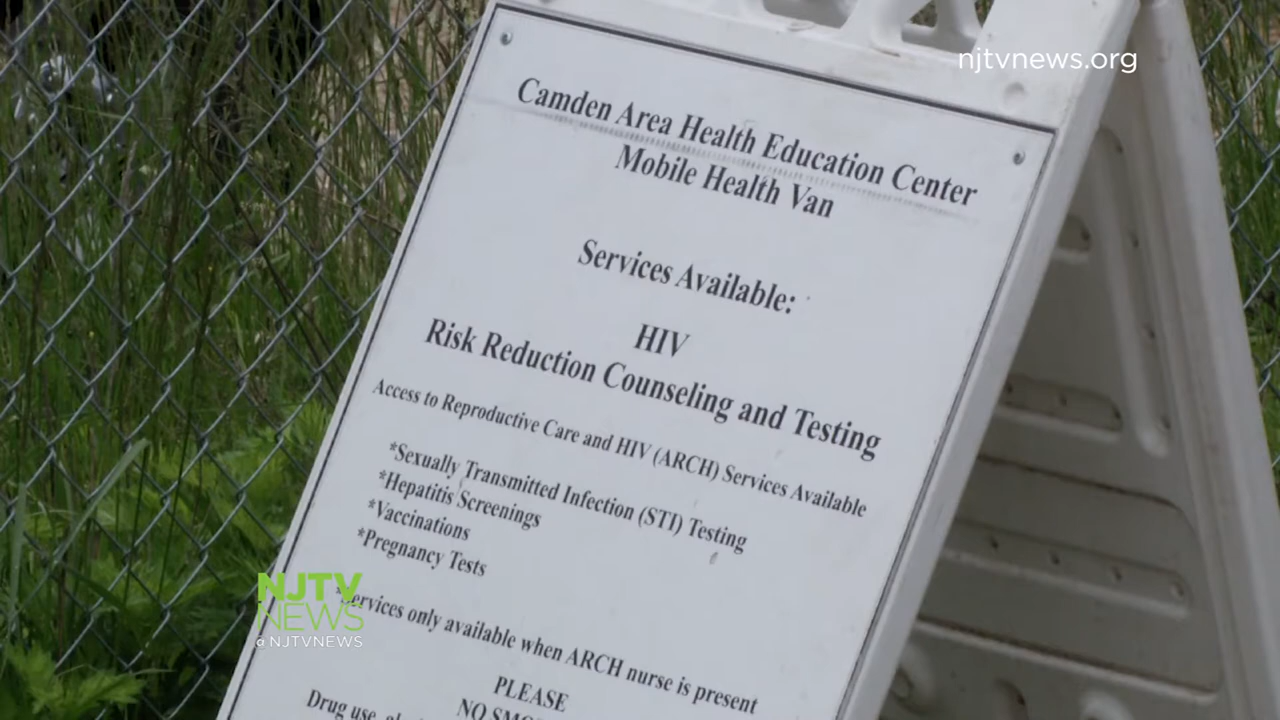 njtvnews.org
Camden Area Health Education Center
Mobile Health Van
Services Available:
HIV
Risk Reduction Counseling and Testing
Access to Reproductive Care and HIV (ARCH) Services Available
*Sexually Transmitted Infection (STI) Testing
*Hepatitis Screenings
*Vaccinations
*Pregnancy Tests
*Services only available when ARCH nurse is present
PLEASE
NO
Drug use,
NJTV
NEWS
@NJTVNEWS